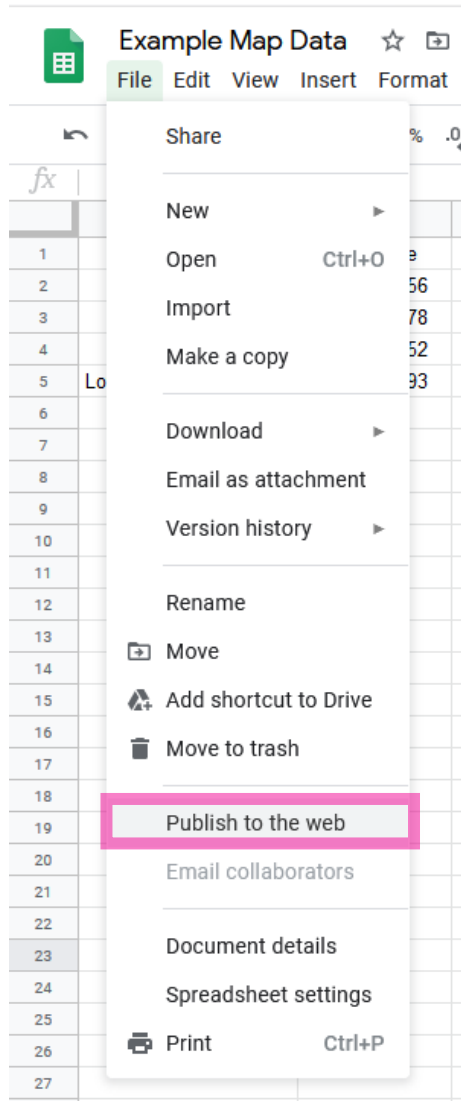 Example Map Data
File Edit View Insert Format
% .0
fx
Share
New
Open Ctrl+O
Import
Make a copy
Download
Email as attachment
Version history
Rename
Move
Add shortcut to Drive
Move to trash
Publish to the web
Email collaborators
Document details
Spreadsheet settings
Print Ctrl+P
1 e
2 56
3 78
4 52
5 Lo 93
6
7
8
9
10
11
12
13
14
15
16
17
18
19
20
21
22
23
24
25
26
27